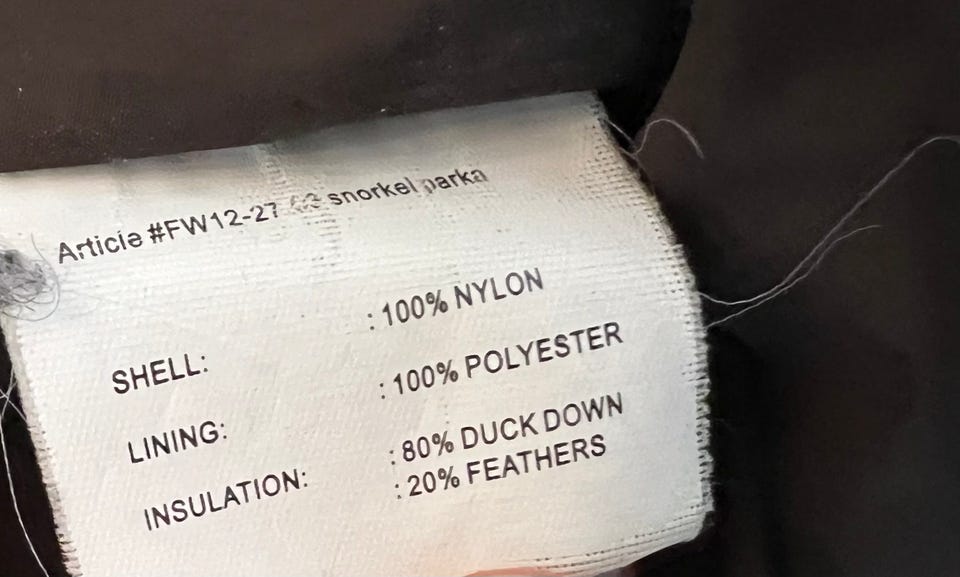 Article #FW12-27 snorkel parka
SHELL: : 100% NYLON
LINING: : 100% POLYESTER
INSULATION: : 80% DUCK DOWN
: 20% FEATHERS